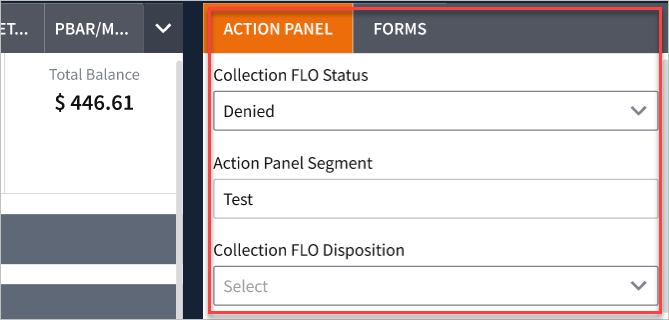 ET...
PBAR/M...
Total Balance
$ 446.61
ACTION PANEL
FORMS
Collection FLO Status
Denied
Action Panel Segment
Test
Collection FLO Disposition
Select